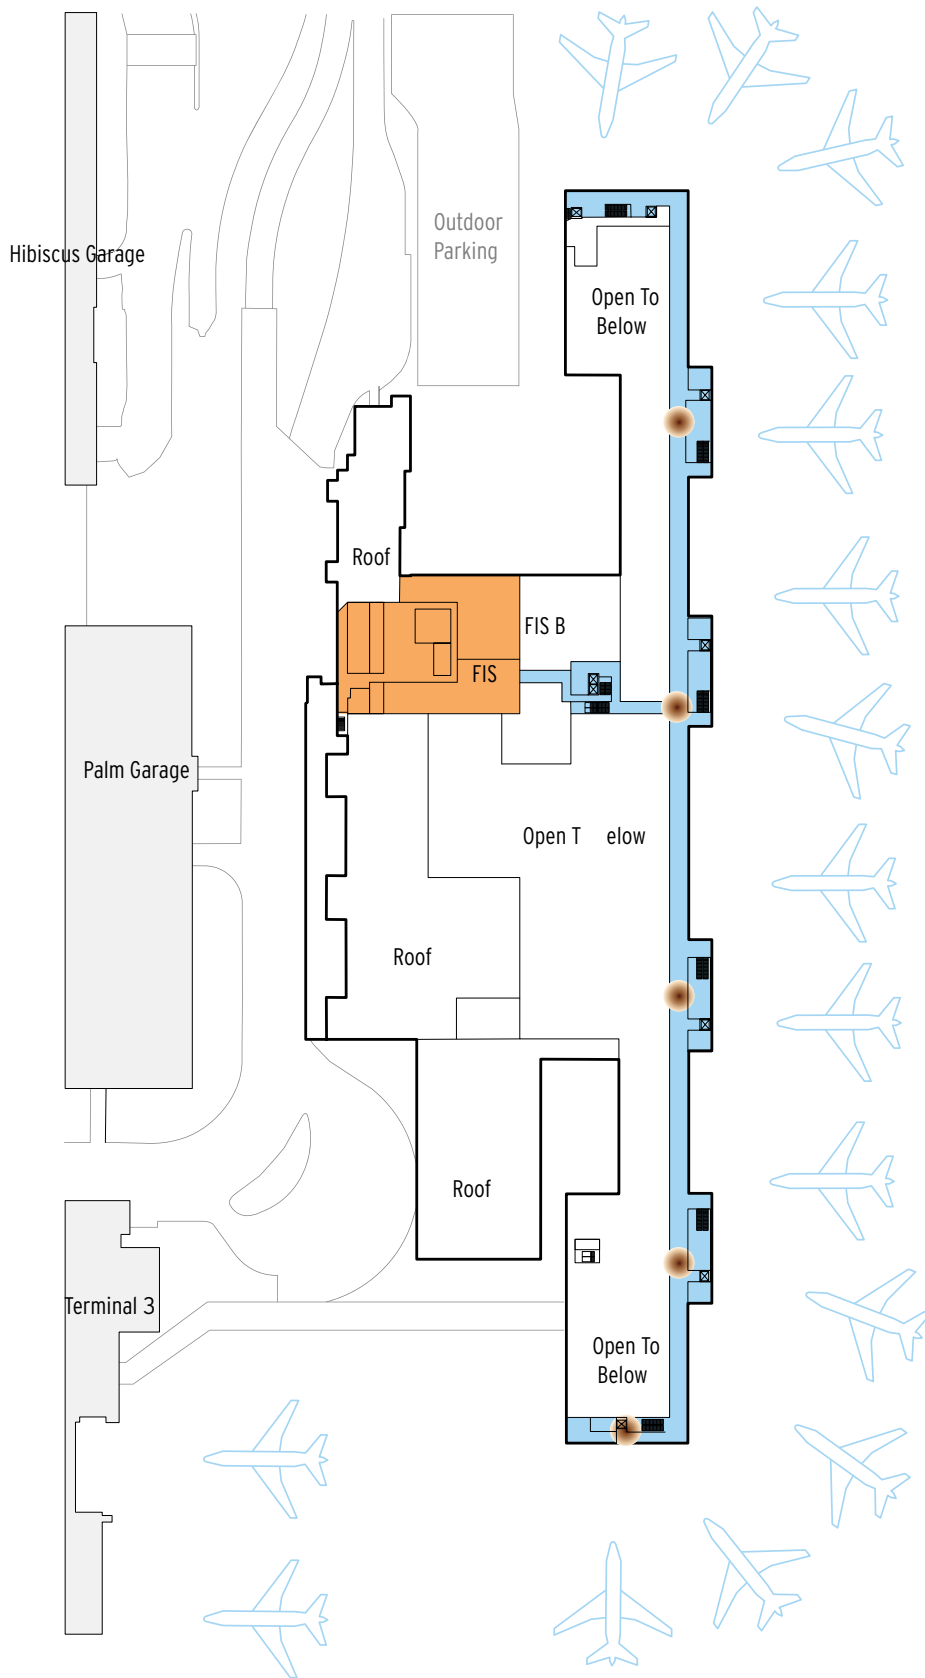 Outdoor
Parking
Hibiscus Garage
Open To
Below
Roof
FIS B
FIS
Palm Garage
Open T elow
Roof
Roof
Terminal 3
Open To
Below